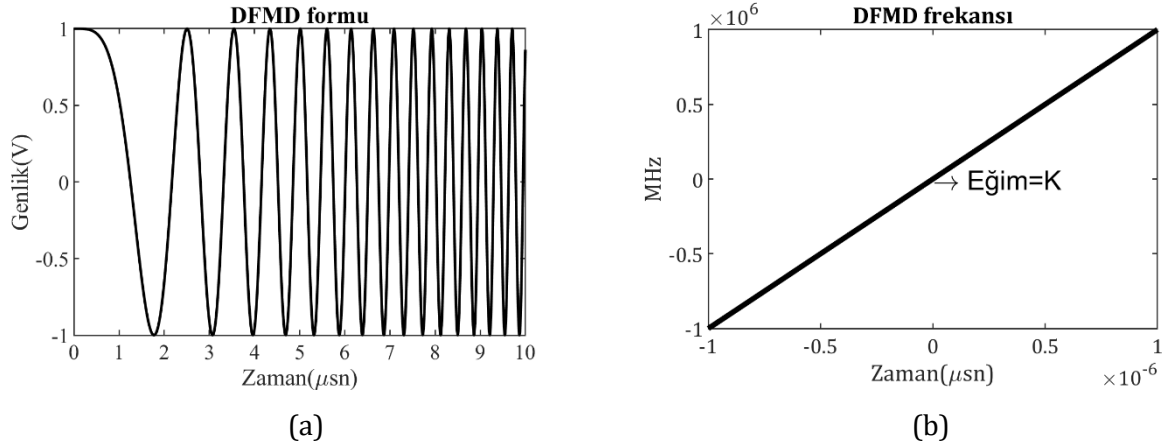 DFMD formu
1
0.5
0
-0.5
-1
Genlik(V)
0 1 2 3 4 5 6 7 8 9 10
Zaman(μsn)
(a)
DFMD frekansı
1 ×10^6
0.5
0
-0.5
-1
MHz
→ Eğim=K
-1 -0.5 0 0.5 1
Zaman(μsn)
×10^-6
(b)